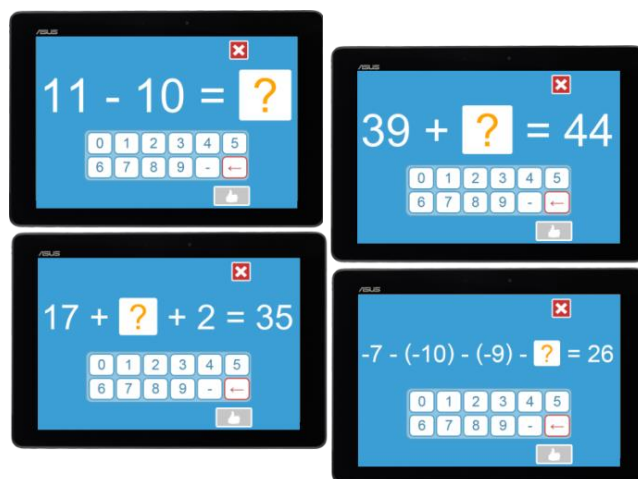 ASUS
11 - 10 = ?
0 1 2 3 4 5
6 7 8 9 - ←
ASUS
39 + ? = 44
0 1 2 3 4 5
6 7 8 9 - ←
ASUS
17 + ? + 2 = 35
0 1 2 3 4 5
6 7 8 9 - ←
ASUS
-7 - (-10) - (-9) - ? = 26
0 1 2 3 4 5
6 7 8 9 - ←